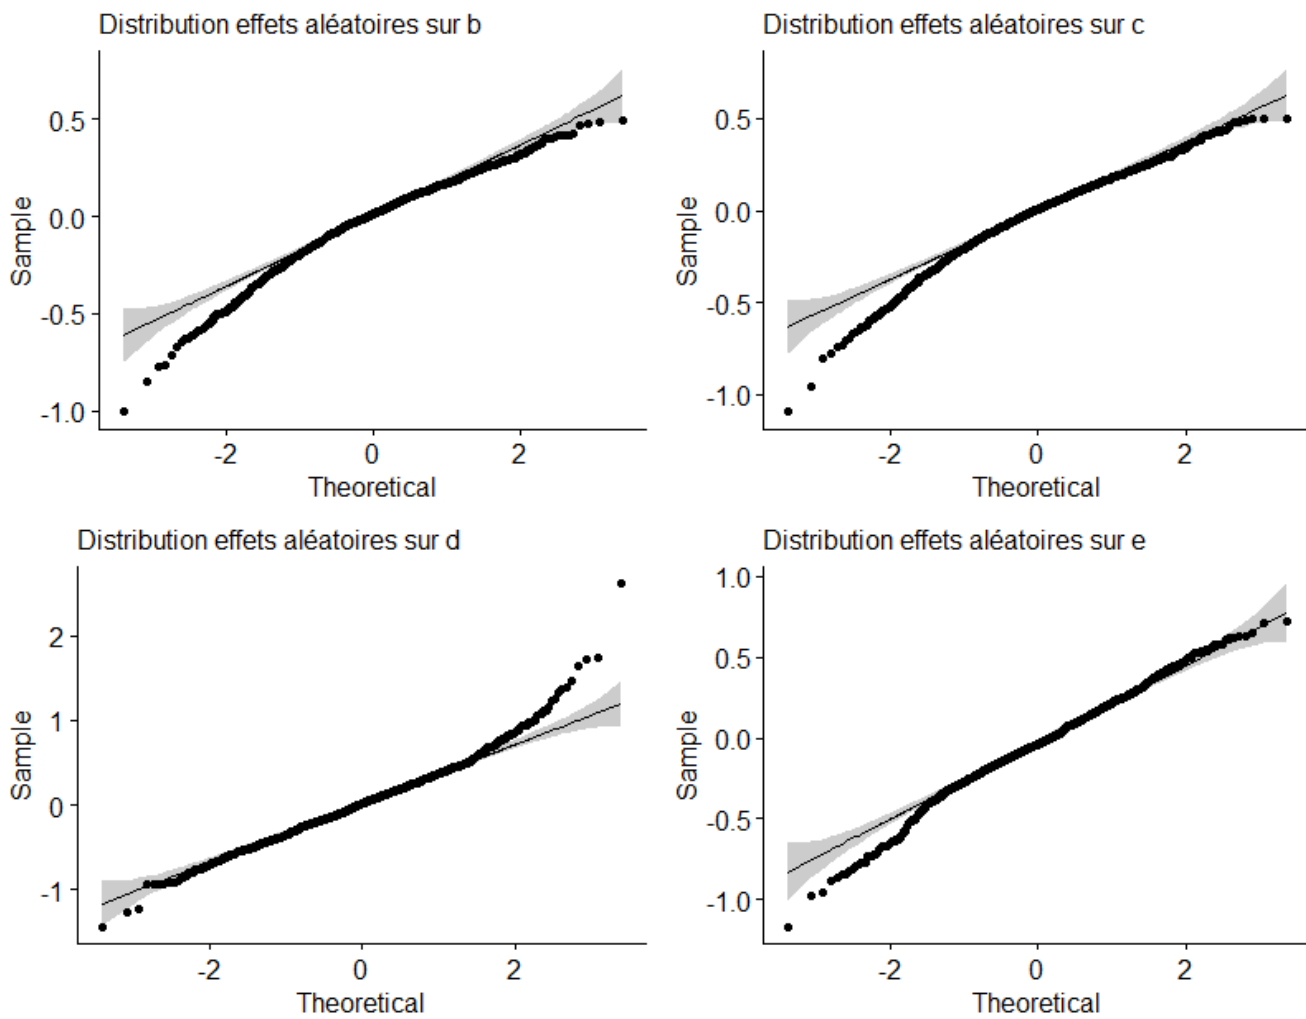 Distribution effets aléatoires sur b
Sample
0.5
0.0
-0.5
-1.0
-2
0
2
Theoretical
Distribution effets aléatoires sur c
Sample
0.5
0.0
-0.5
-1.0
-2
0
2
Theoretical
Distribution effets aléatoires sur d
Sample
2
1
0
-1
-2
0
2
Theoretical
Distribution effets aléatoires sur e
Sample
1.0
0.5
0.0
-0.5
-1.0
-2
0
2
Theoretical